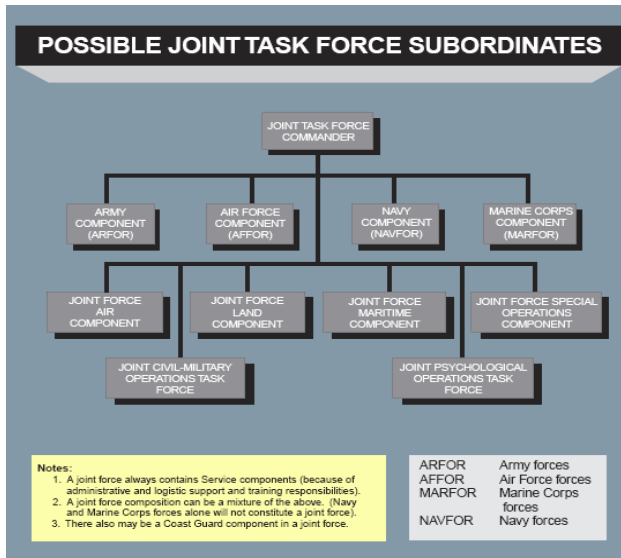 POSSIBLE JOINT TASK FORCE SUBORDINATES
JOINT TASK FORCE
COMMANDER
ARMY
COMPONENT
(ARFOR)
AIR FORCE
COMPONENT
(AFFOR)
NAVY
COMPONENT
(NAVFOR)
MARINE CORPS
COMPONENT
(MARFOR)
JOINT FORCE
AIR
COMPONENT
JOINT FORCE
LAND
COMPONENT
JOINT FORCE
MARITIME
COMPONENT
JOINT FORCE SPECIAL
OPERATIONS
COMPONENT
JOINT CIVIL-MILITARY
OPERATIONS TASK
FORCE
JOINT PSYCHOLOGICAL
OPERATIONS TASK
FORCE
Notes:
1. A joint force always contains Service components (because of
administrative and logistic support and training responsibilities).
2. A joint force composition can be a mixture of the above. (Navy
and Marine Corps forces alone will not constitute a joint force).
3. There also may be a Coast Guard component in a joint force.
ARFOR Army forces
AFFOR Air Force forces
MARFOR Marine Corps
forces
NAVFOR Navy forces